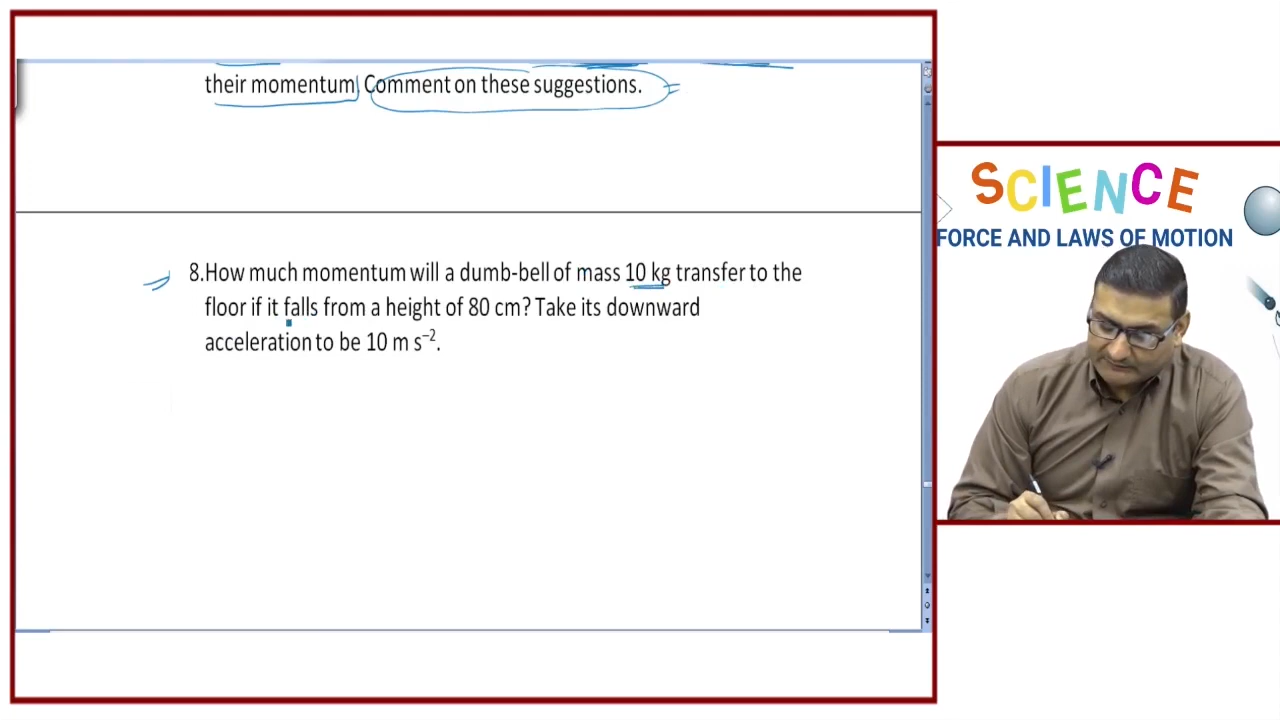 their momentum. Comment on these suggestions.
8.How much momentum will a dumb-bell of mass 10 kg transfer to the
floor if it falls from a height of 80 cm? Take its downward
acceleration to be 10 m s⁻².
SCIENCE
FORCE AND LAWS OF MOTION